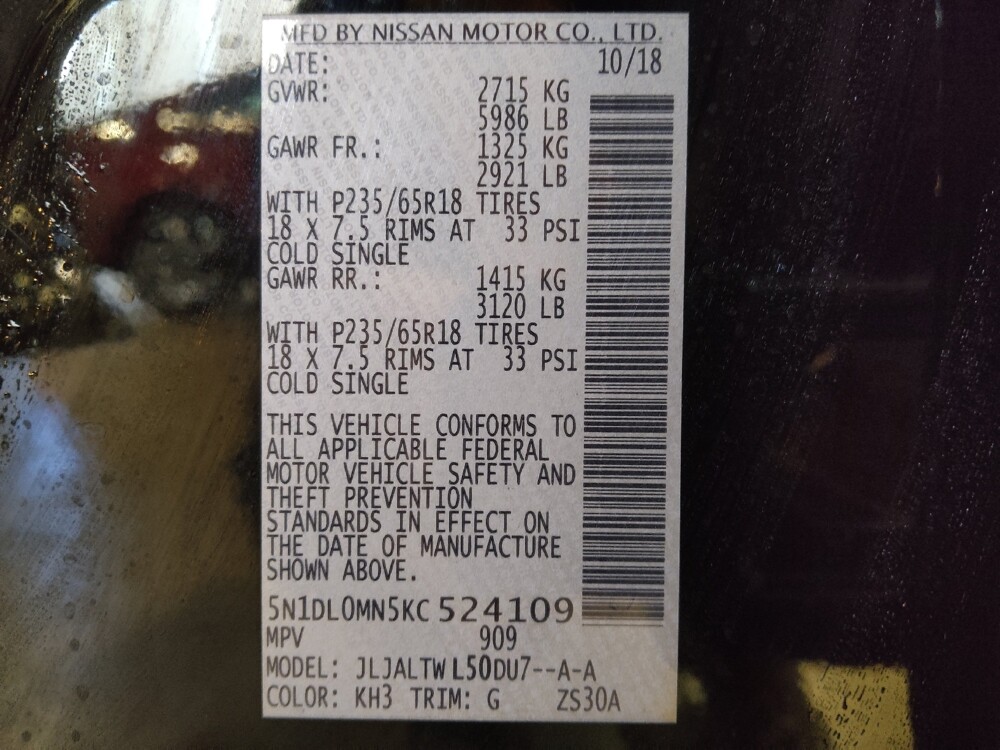 MFD BY NISSAN MOTOR CO., LTD.
DATE: 10/18
GVWR: 2715 KG
5986 LB
GAWR FR.: 1325 KG
2921 LB
WITH P235/65R18 TIRES
18 X 7.5 RIMS AT 33 PSI
COLD SINGLE
GAWR RR.: 1415 KG
3120 LB
WITH P235/65R18 TIRES
18 X 7.5 RIMS AT 33 PSI
COLD SINGLE
THIS VEHICLE CONFORMS TO
ALL APPLICABLE FEDERAL
MOTOR VEHICLE SAFETY AND
THEFT PREVENTION
STANDARDS IN EFFECT ON
THE DATE OF MANUFACTURE
SHOWN ABOVE.
5N1DL0MN5KC524109
MPV 909
MODEL: JLJALTWL50DU7--A-A
COLOR: KH3 TRIM: G ZS30A